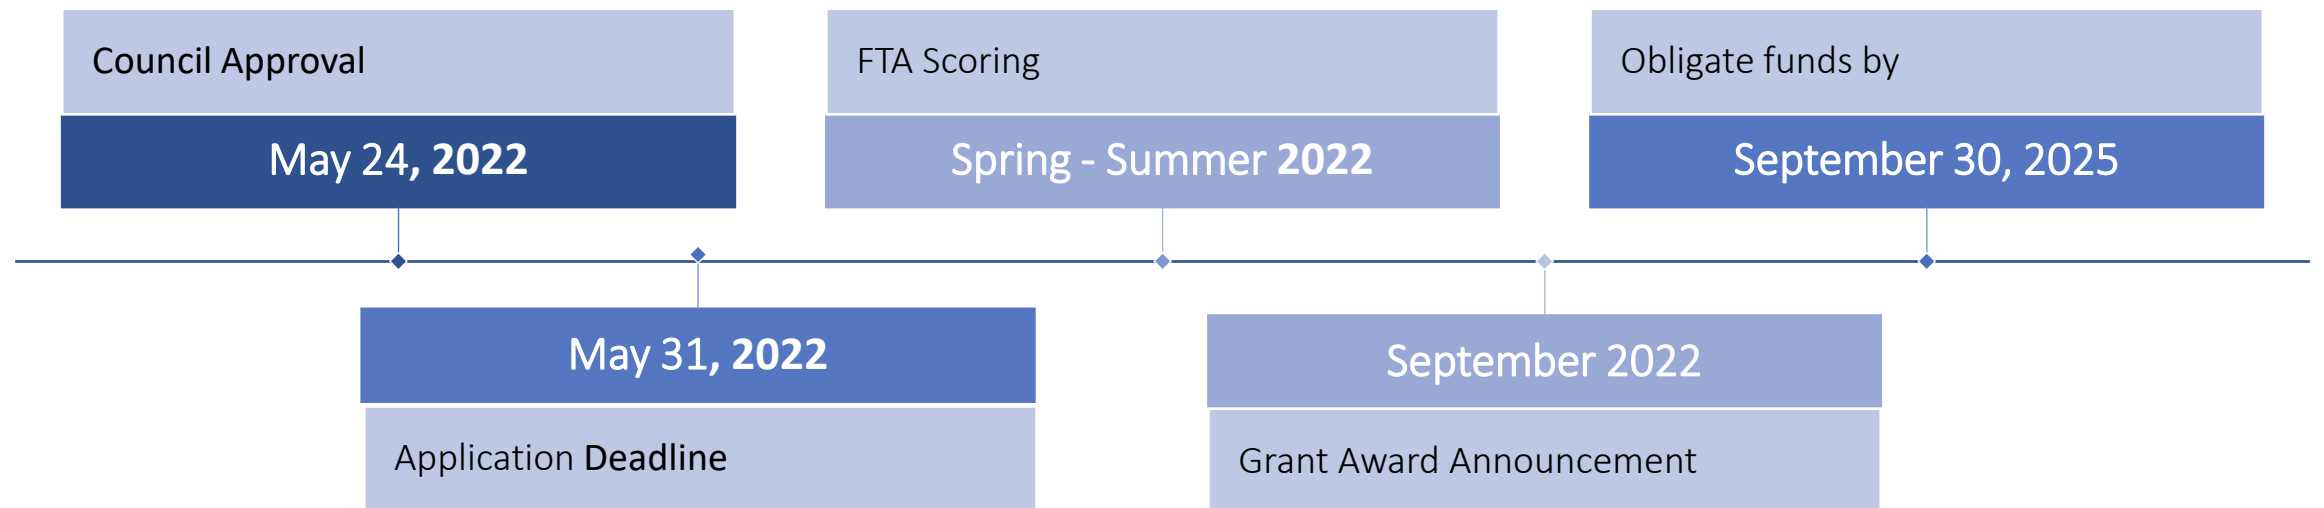 Council Approval
May 24, 2022
May 31, 2022
Application Deadline
FTA Scoring
Spring - Summer 2022
September 2022
Grant Award Announcement
Obligate funds by
September 30, 2025